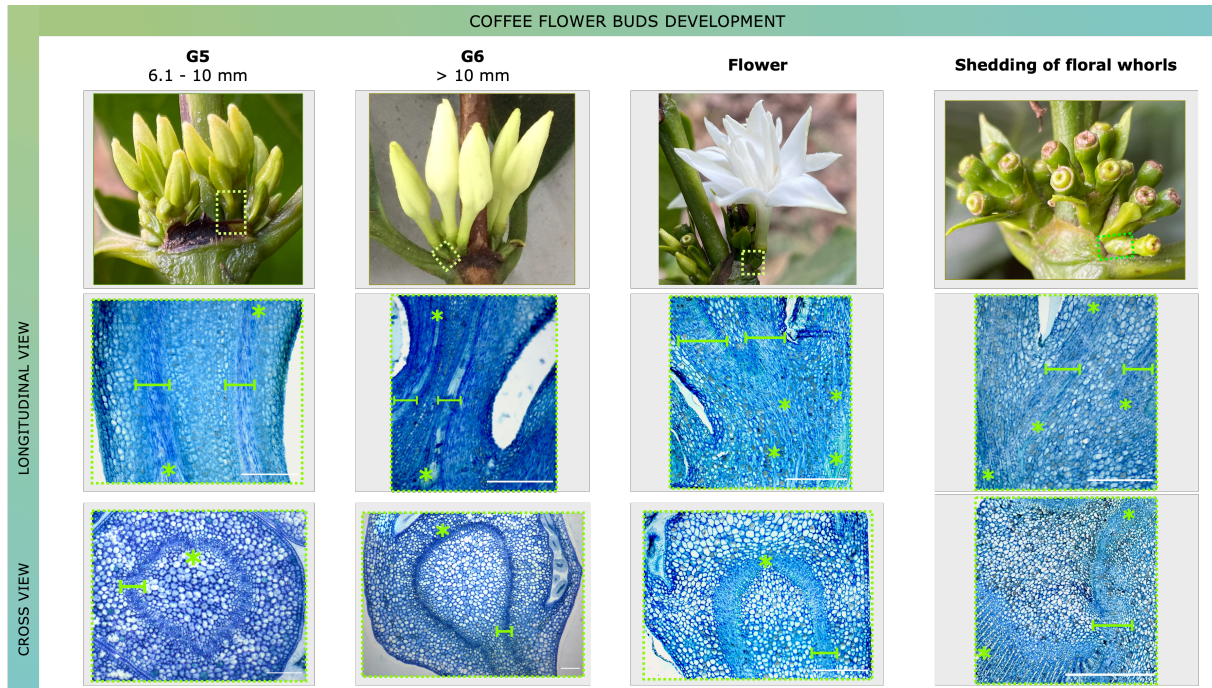 COFFEE FLOWER BUDS DEVELOPMENT
G5
6.1 - 10 mm
G6
> 10 mm
Flower
Shedding of floral whorls
LONGITUDINAL VIEW
CROSS VIEW